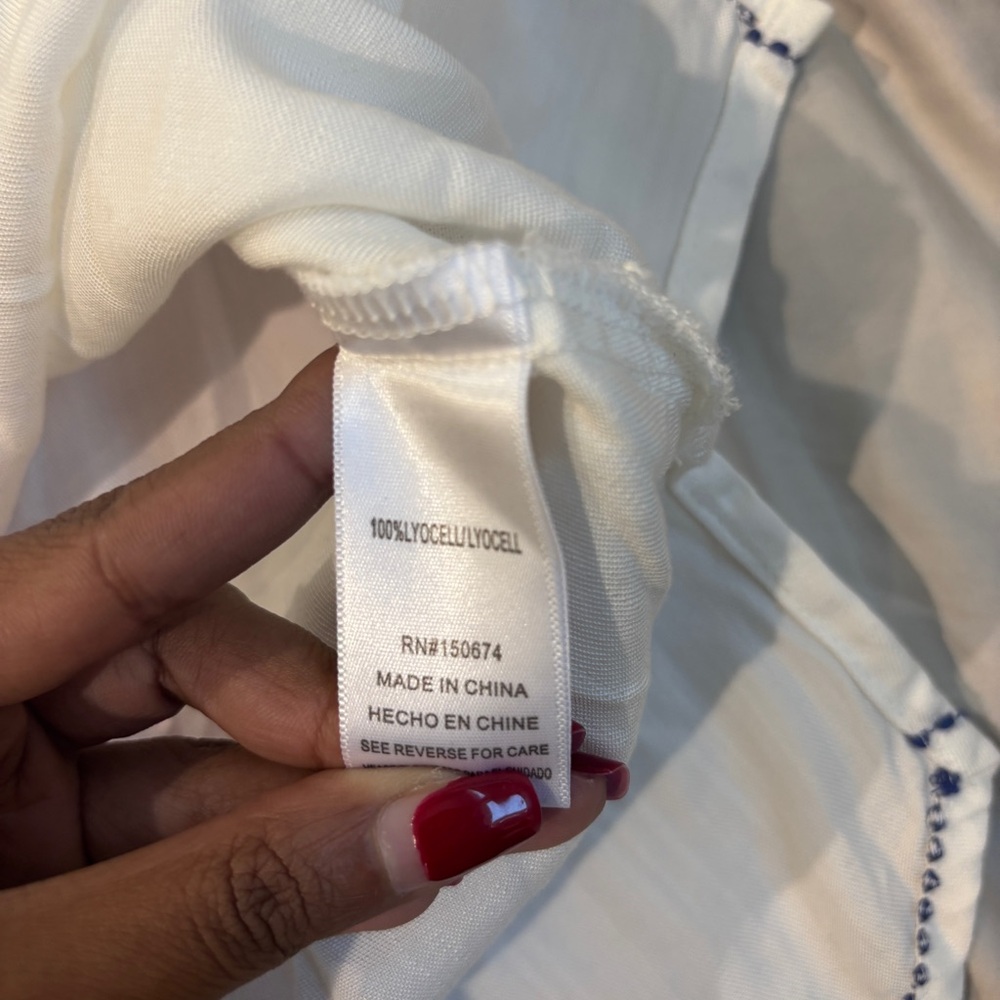 100%LYOCELL/LYOCELL
RN#150674
MADE IN CHINA
HECHO EN CHINE
SEE REVERSE FOR CARE